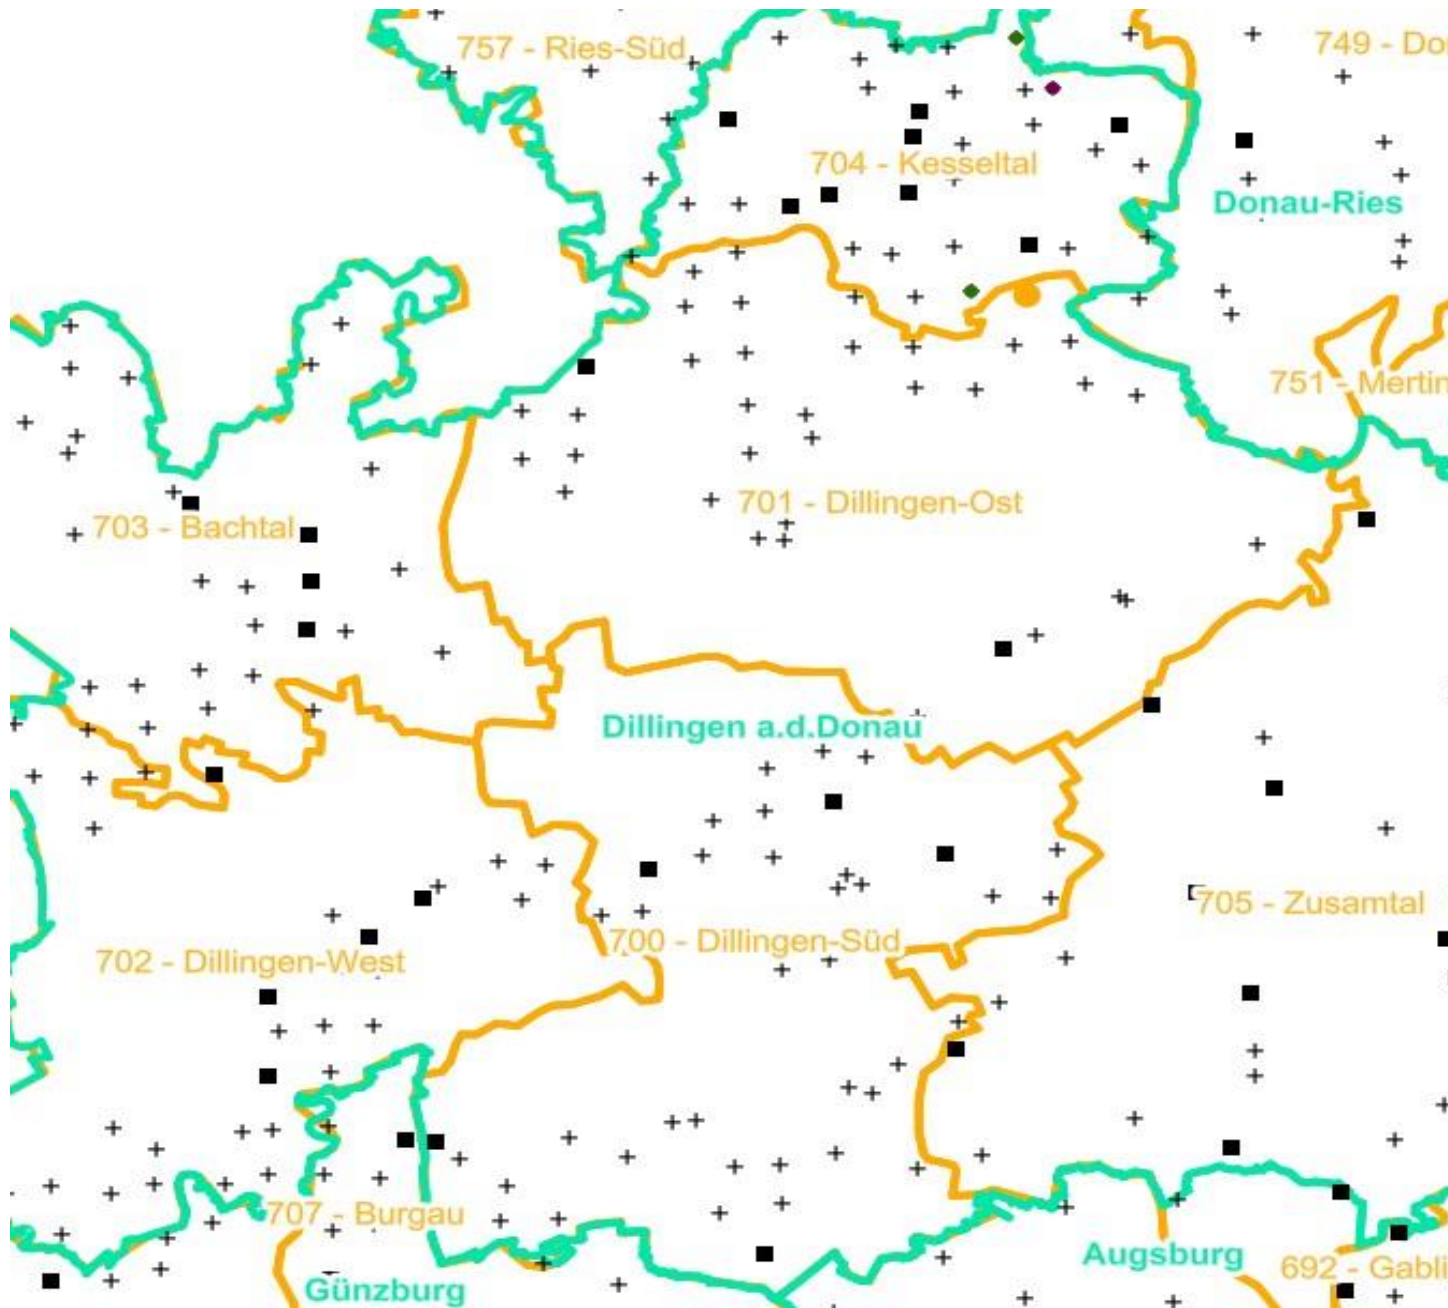 757 - Ries-Süd
749 - Do
704 - Kesseltal
Donau-Ries
751 - Mertin
701 - Dillingen-Ost
703 - Bachtal
Dillingen a.d.Donau
705 - Zusamtal
700 - Dillingen-Süd
702 - Dillingen-West
707 - Burgau
Augsburg
692 - Gabli
Günzburg